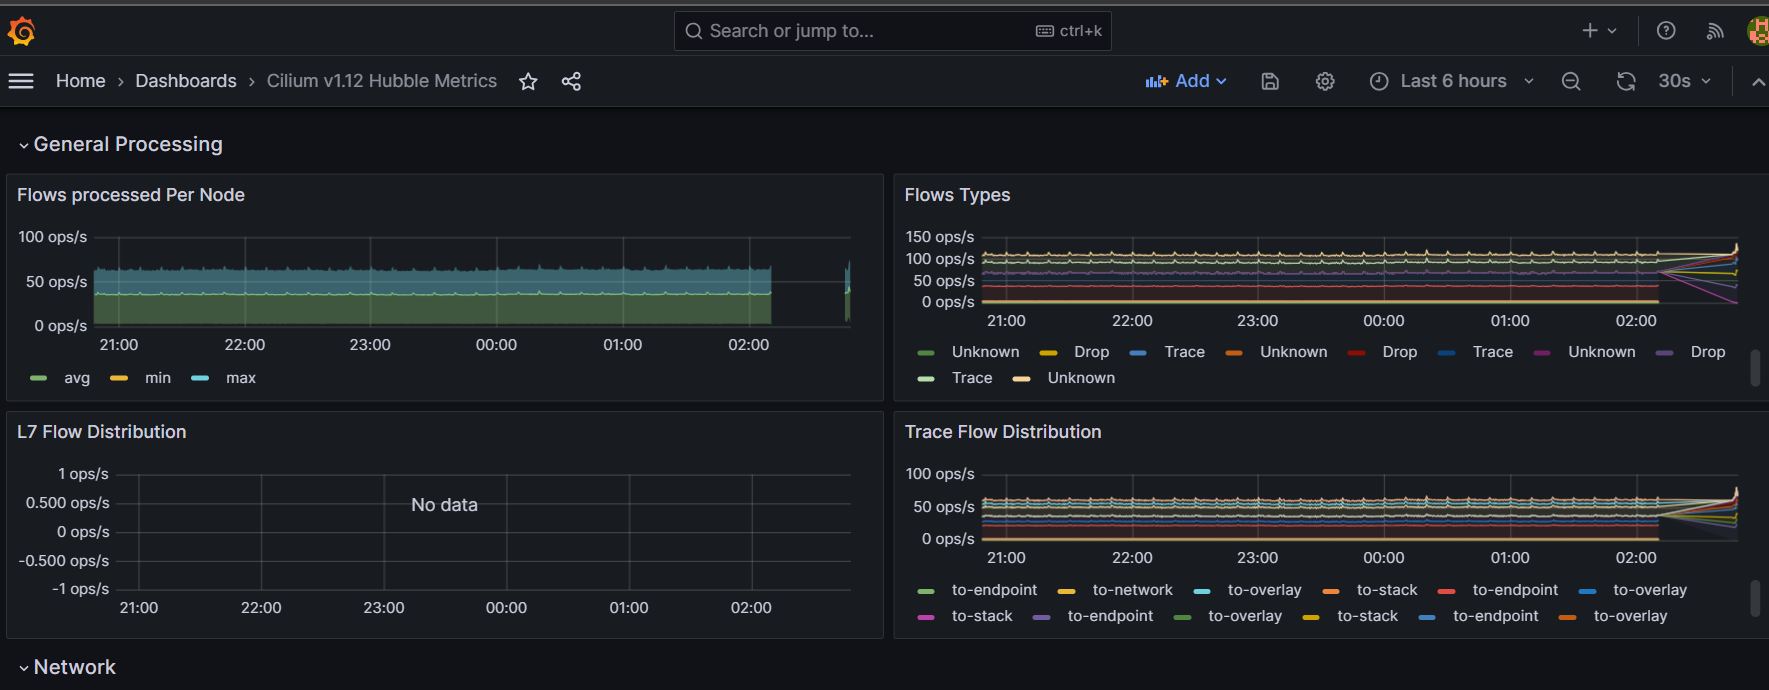 Search or jump to... ctrl+k
Home › Dashboards › Cilium v1.12 Hubble Metrics Add Last 6 hours 30s
General Processing
Flows processed Per Node
100 ops/s
50 ops/s
0 ops/s
21:00 22:00 23:00 00:00 01:00 02:00
avg min max
Flows Types
150 ops/s
100 ops/s
50 ops/s
0 ops/s
21:00 22:00 23:00 00:00 01:00 02:00
Unknown Drop Trace Unknown Drop Trace Unknown Drop
Trace Unknown
L7 Flow Distribution
1 ops/s
0.500 ops/s
0 ops/s
-0.500 ops/s
-1 ops/s
No data
21:00 22:00 23:00 00:00 01:00 02:00
Trace Flow Distribution
100 ops/s
50 ops/s
0 ops/s
21:00 22:00 23:00 00:00 01:00 02:00
to-endpoint to-network to-overlay to-stack to-endpoint to-overlay
to-stack to-endpoint to-overlay to-stack to-endpoint to-overlay
Network